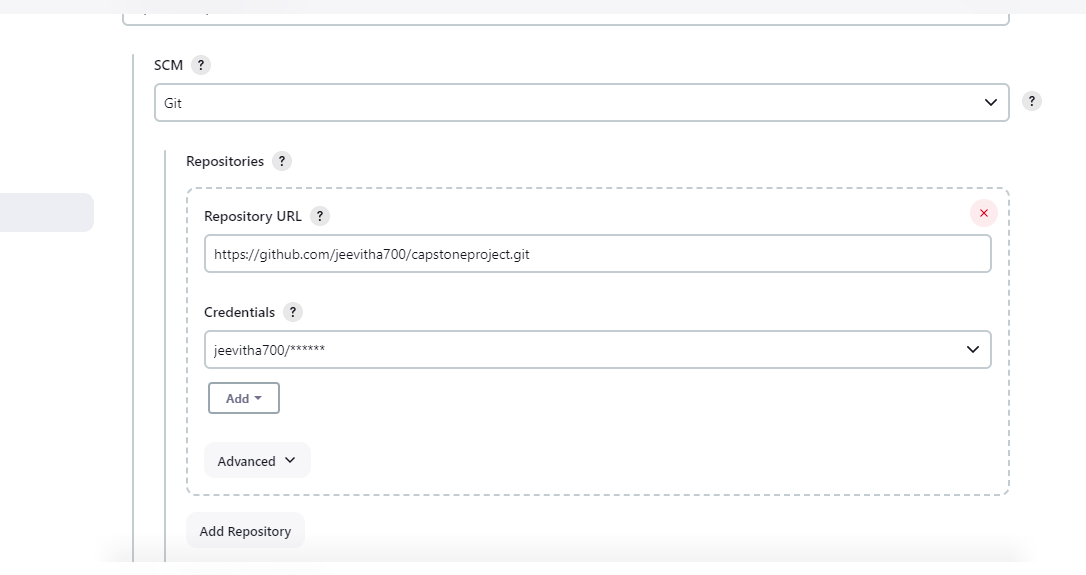 SCM ?
Git
?
Repositories ?
Repository URL ?
https://github.com/jeevitha700/capstoneproject.git
Credentials ?
jeevitha700/******
Add
Advanced
Add Repository